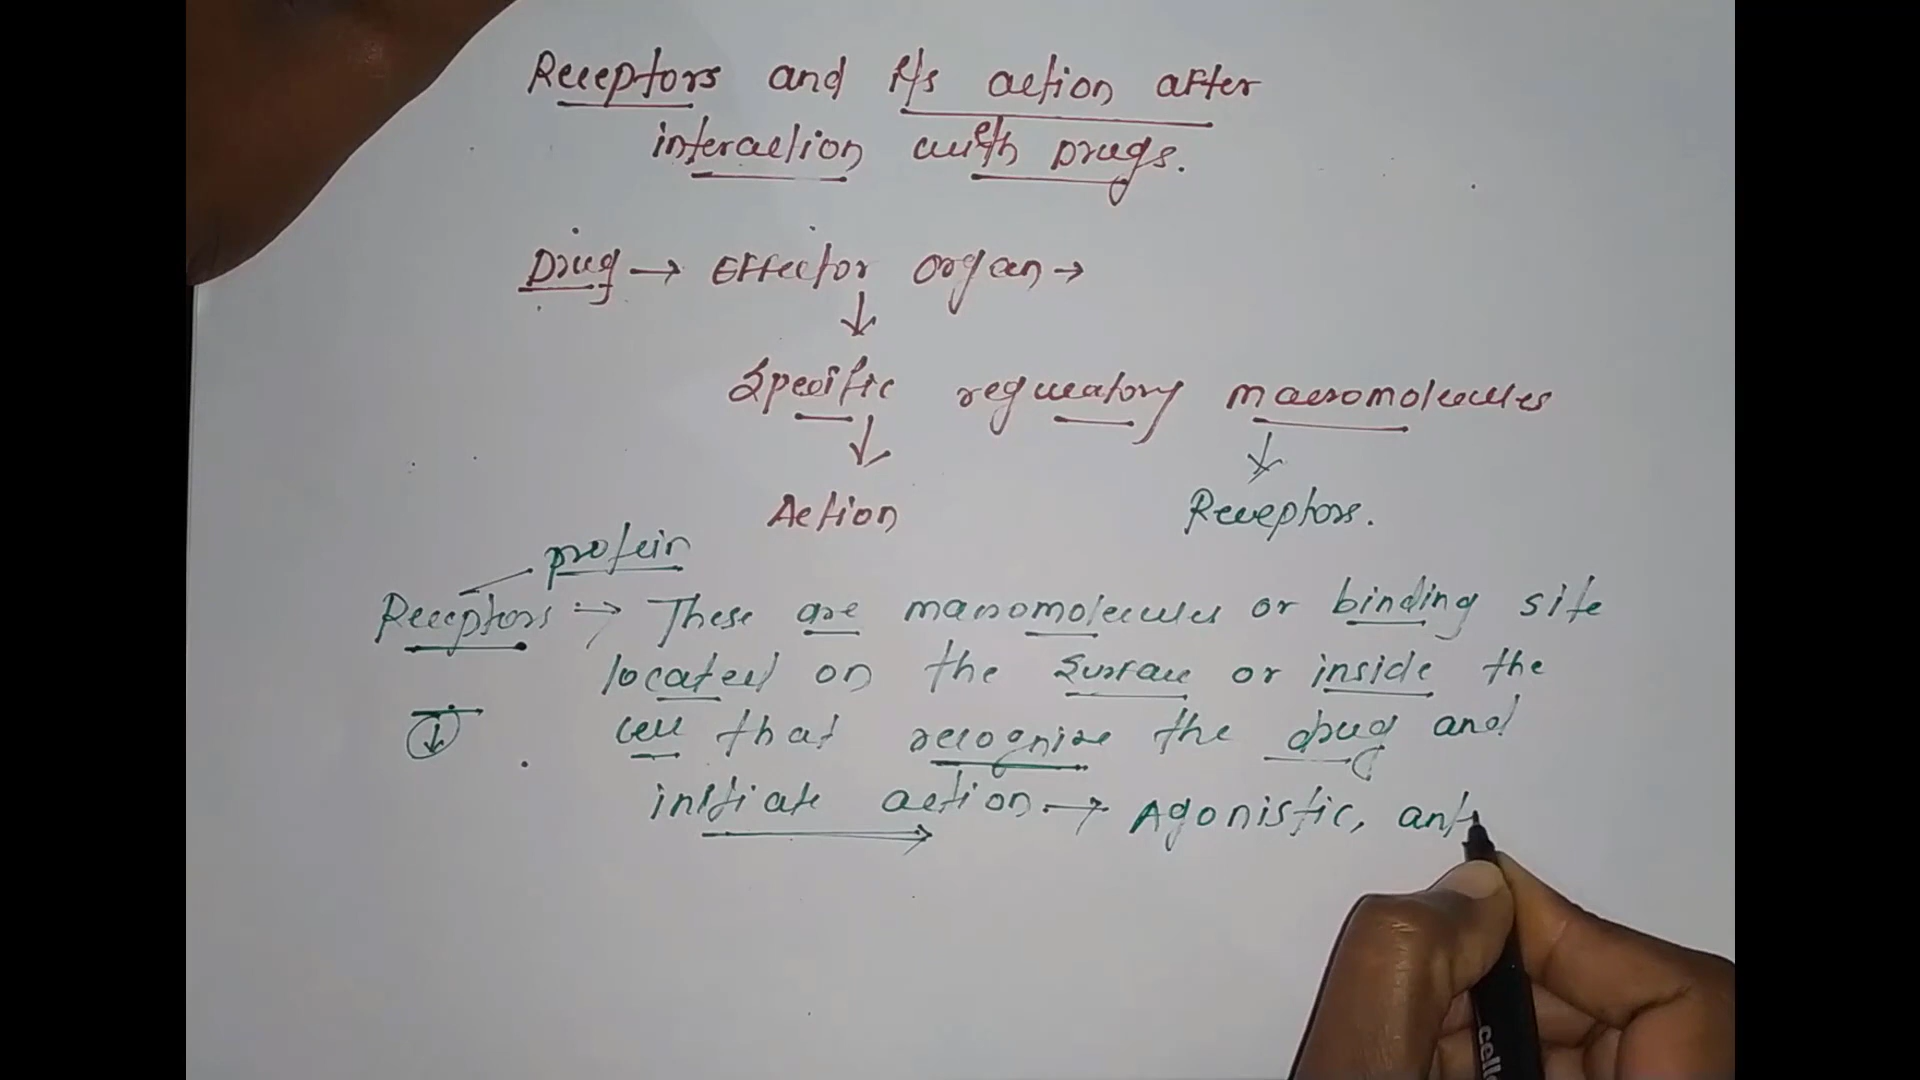 Receptors and its action after
interaction with Drugs.
Drug → Effector organ →
↓
Specific regulatory macromolecules
↓ ↓
Action Receptors.
protein
Receptors :→ These are macromolecules or binding site
located on the surface or inside the
cell that recognize the drug and
initiate action. → Agonistic, ant
cello